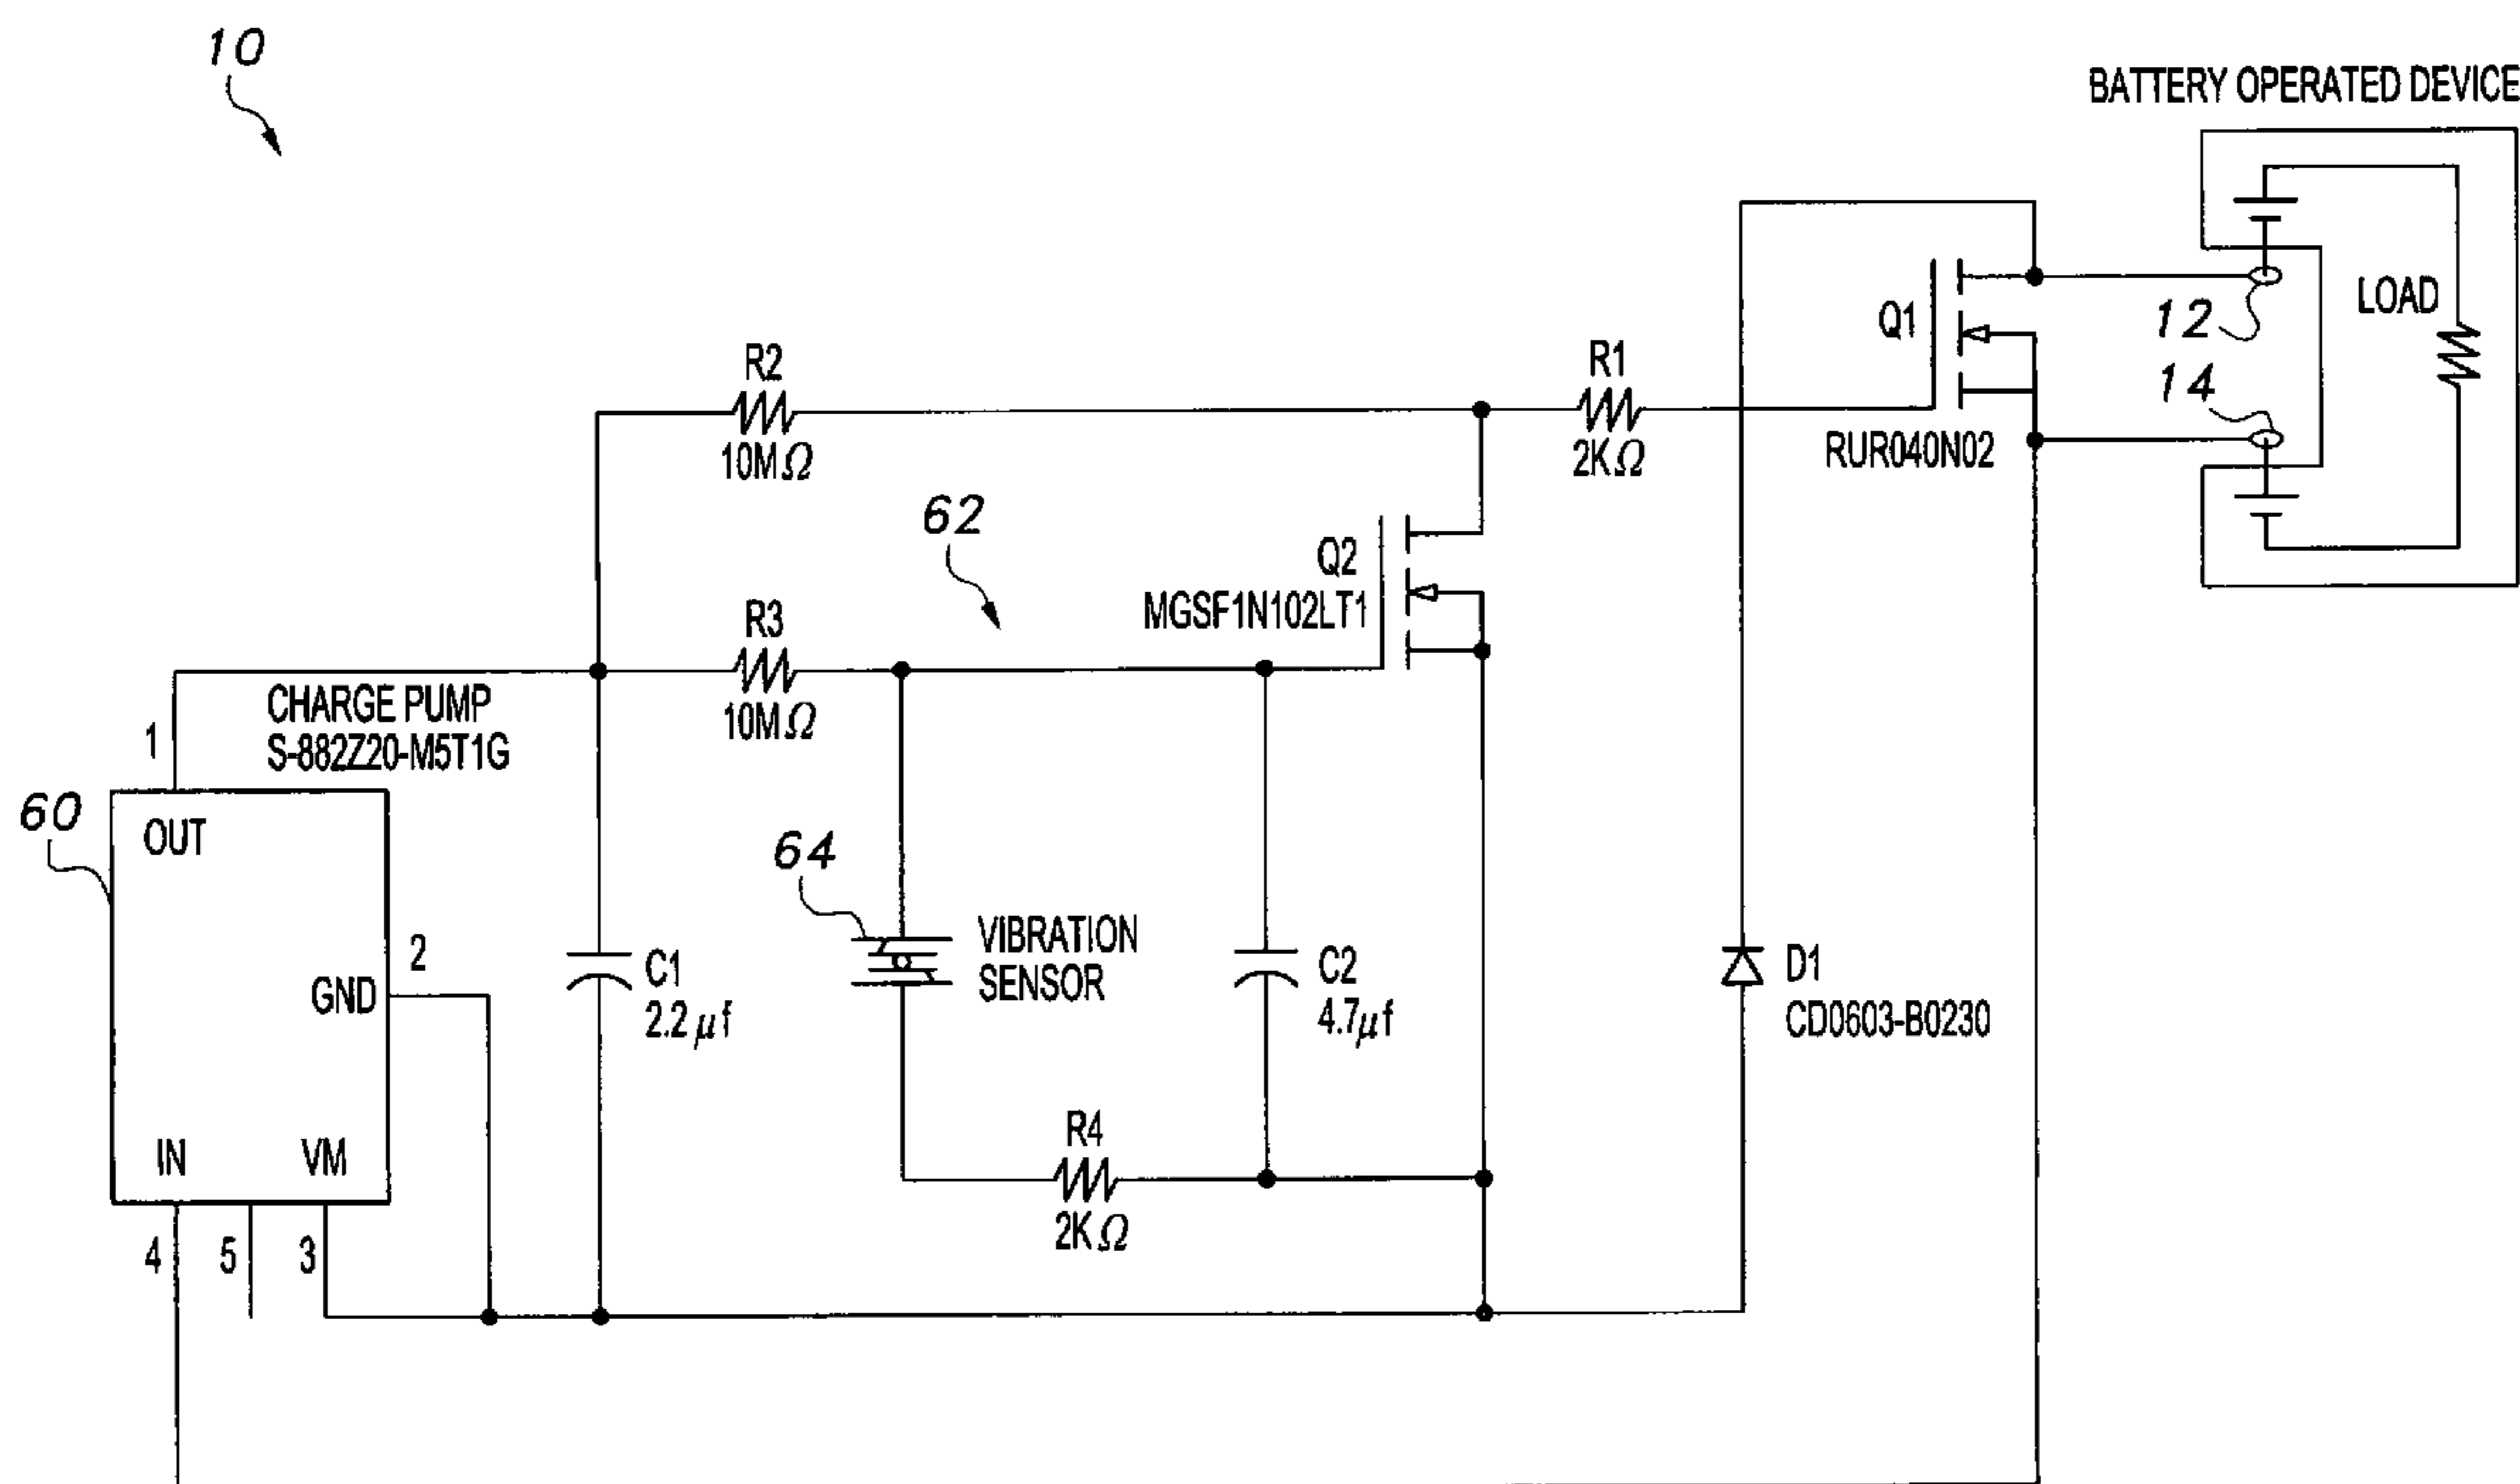 10
BATTERY OPERATED DEVICE
Q1
12
LOAD
14
R2
10MΩ
R1
2KΩ
RUR040N02
62
Q2
MGSF1N102LT1
R3
10MΩ
CHARGE PUMP
S-882Z20-M5T1G
1
60
OUT
64
2
GND
VIBRATION
SENSOR
C1
2.2μf
C2
4.7μf
D1
CD0603-B0230
IN
VM
R4
2KΩ
4
5
3